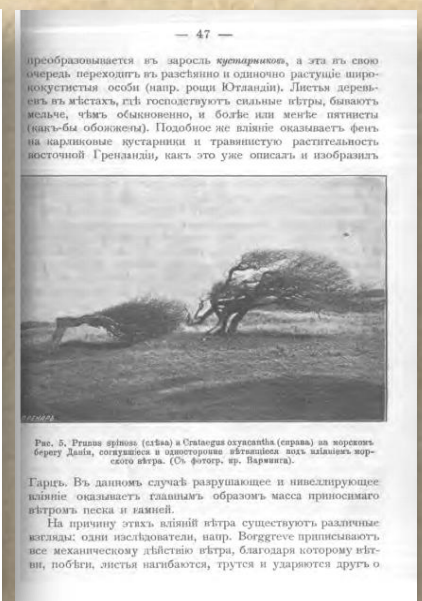 — 47 —
преобразовывается въ заросль кустарниковъ, а эта въ свою
очередь переходитъ въ разсѣянно и одиночно растущіе широ-
кокустистыя особи (напр. рощи Ютландіи). Листья деревь-
евъ въ мѣстахъ, гдѣ господствуютъ сильные вѣтры, бываютъ
мельче, чѣмъ обыкновенно, и болѣе или менѣе пятнисты
(какъ-бы обожжены). Подобное же вліяніе оказываетъ фенъ
на карликовые кустарники и травянистую растительность
восточной Гренландіи, какъ это уже описалъ и изобразилъ
Рис. 5. Prunus spinosa (слѣва) и Crataegus oxyacantha (справа) на морскомъ
берегу Даніи, согнувшіеся и односторонне вѣтвящіеся подъ вліяніемъ мор-
ского вѣтра. (Съ фотогр. пр. Варминга).
Гарцъ. Въ данномъ случаѣ разрушающее и нивеллирующее
вліяніе оказываетъ главнымъ образомъ масса приносимаго
вѣтромъ песка и камней.
На причину этихъ вліяній вѣтра существуютъ различные
взгляды: одни изслѣдователи, напр. Borggreve приписываютъ
все механическому дѣйствію вѣтра, благодаря которому вѣт-
ви, побѣги, листья нагибаются, трутся и ударяются другъ о